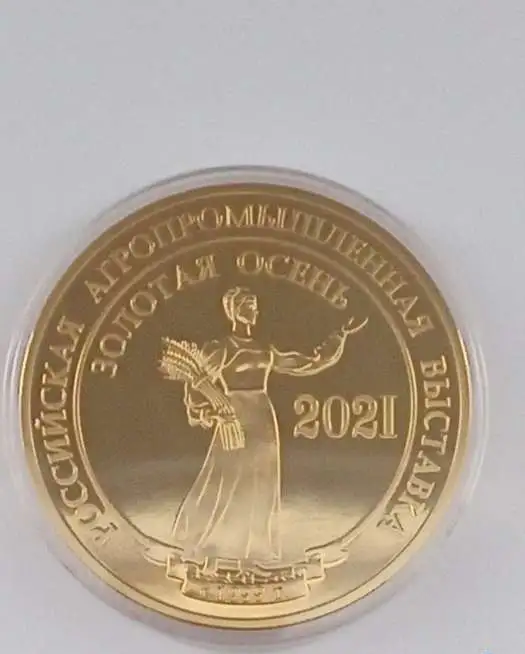 РОССИЙСКАЯ АГРОПРОМЫШЛЕННАЯ ВЫСТАВКА
ЗОЛОТАЯ ОСЕНЬ
2021